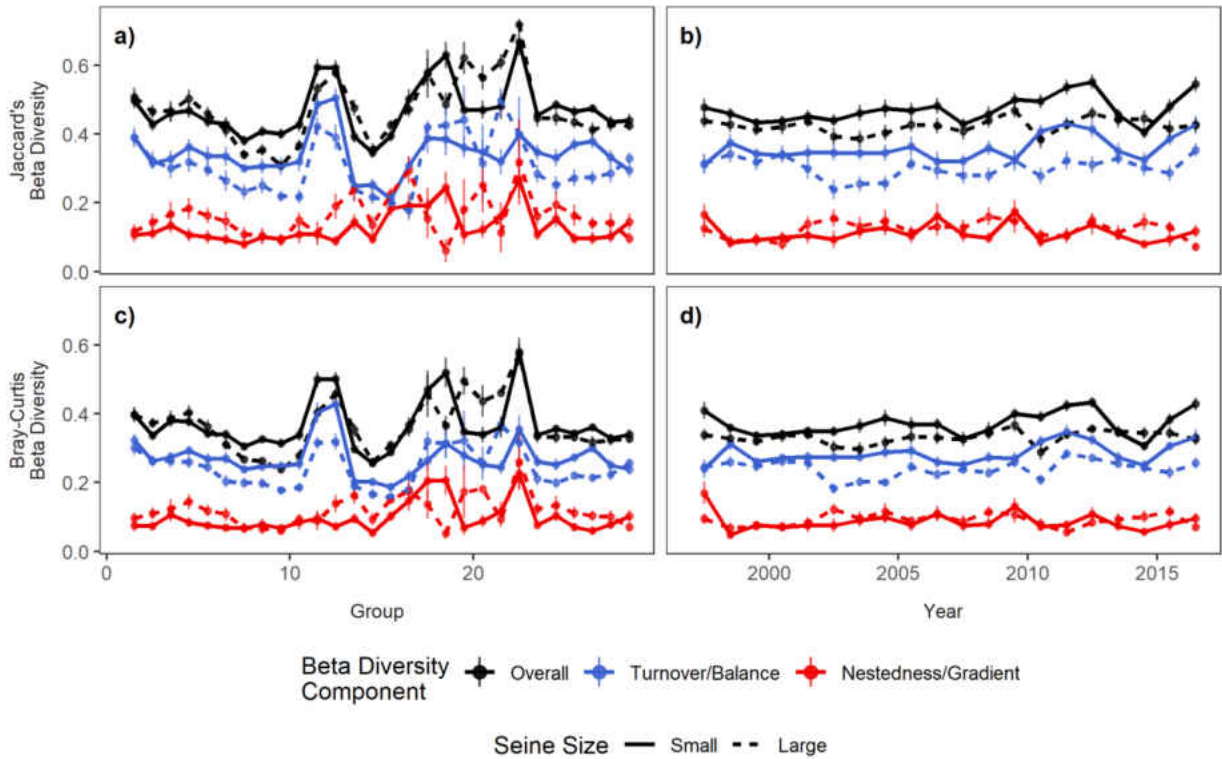 a)
b)
Jaccard's
Beta Diversity
0.6
0.4
0.2
0.0
c)
d)
Bray-Curtis
Beta Diversity
0.6
0.4
0.2
0.0
0 10 20
2000 2005 2010 2015
Group
Year
Beta Diversity
Component
Overall Turnover/Balance Nestedness/Gradient
Seine Size Small Large